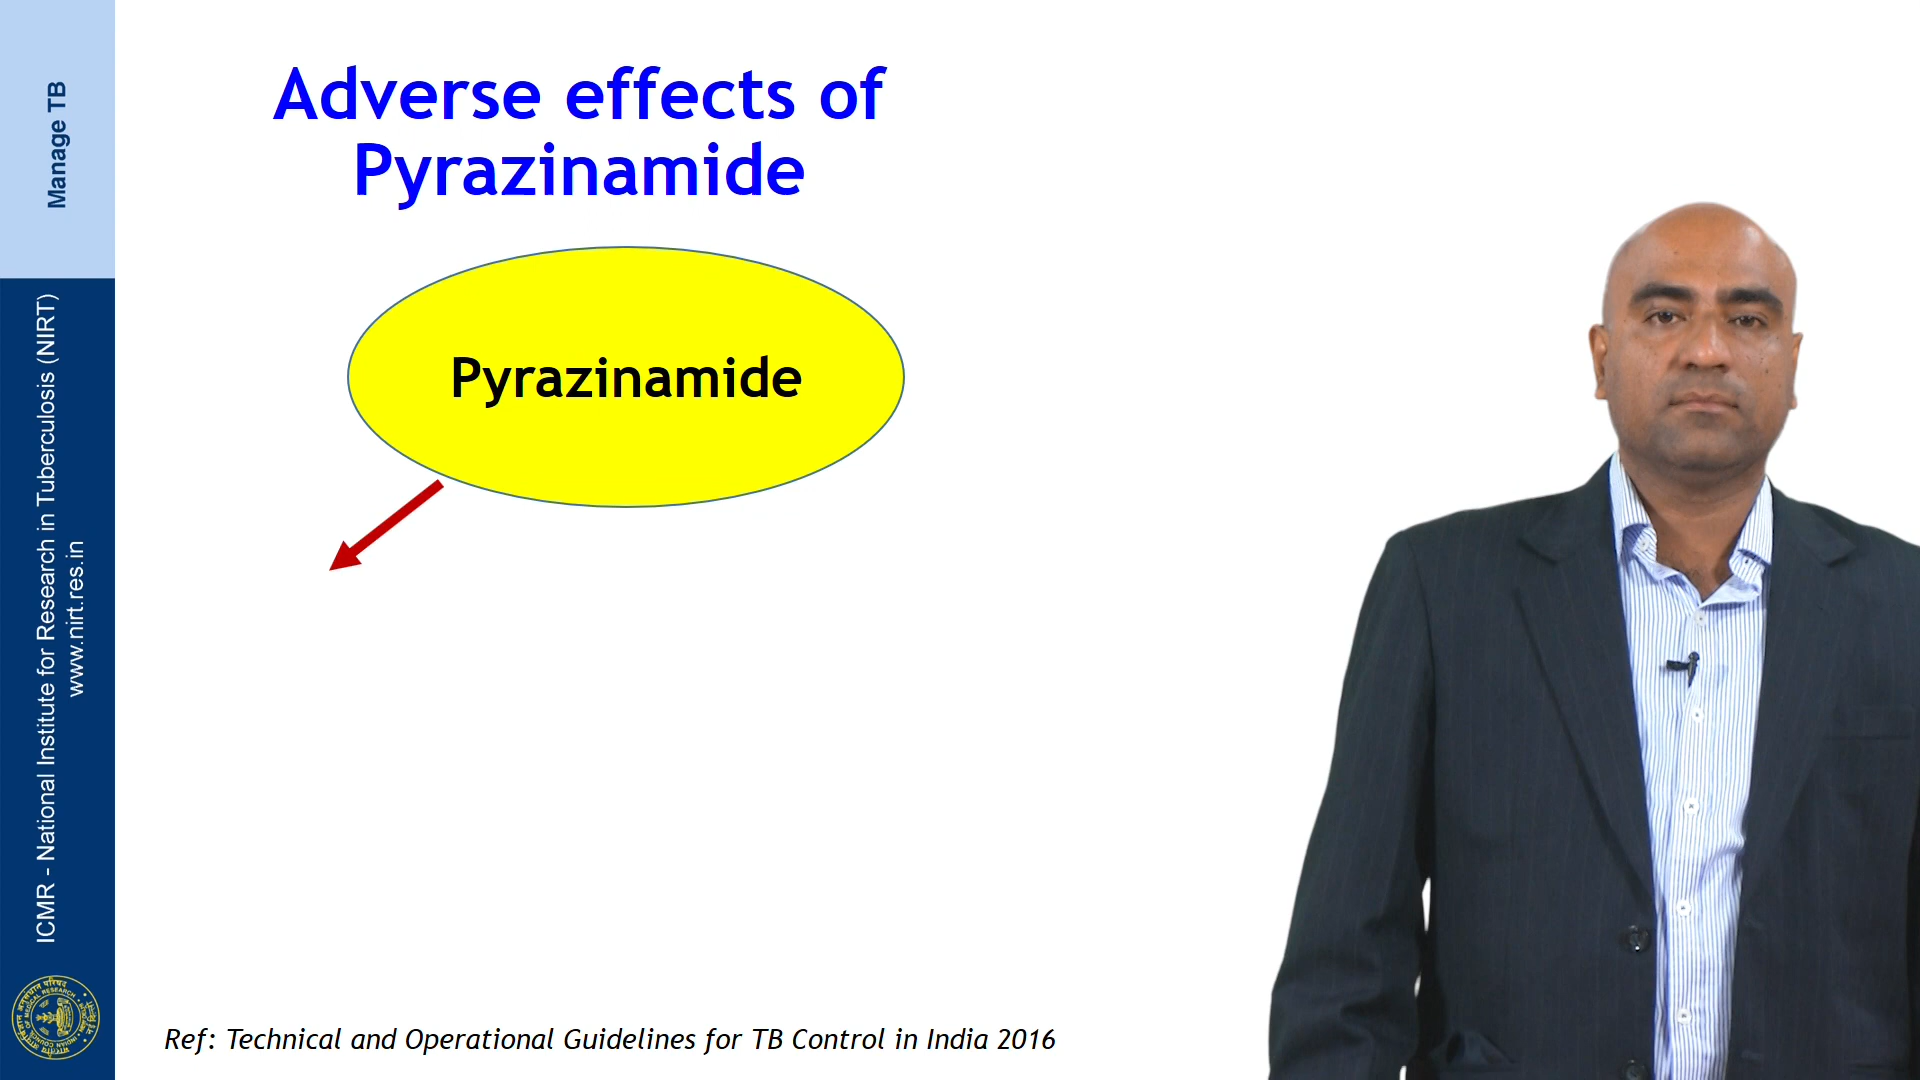 Adverse effects of
Pyrazinamide
Pyrazinamide
Ref: Technical and Operational Guidelines for TB Control in India 2016
Manage TB
ICMR - National Institute for Research in Tuberculosis (NIRT)
www.nirt.res.in